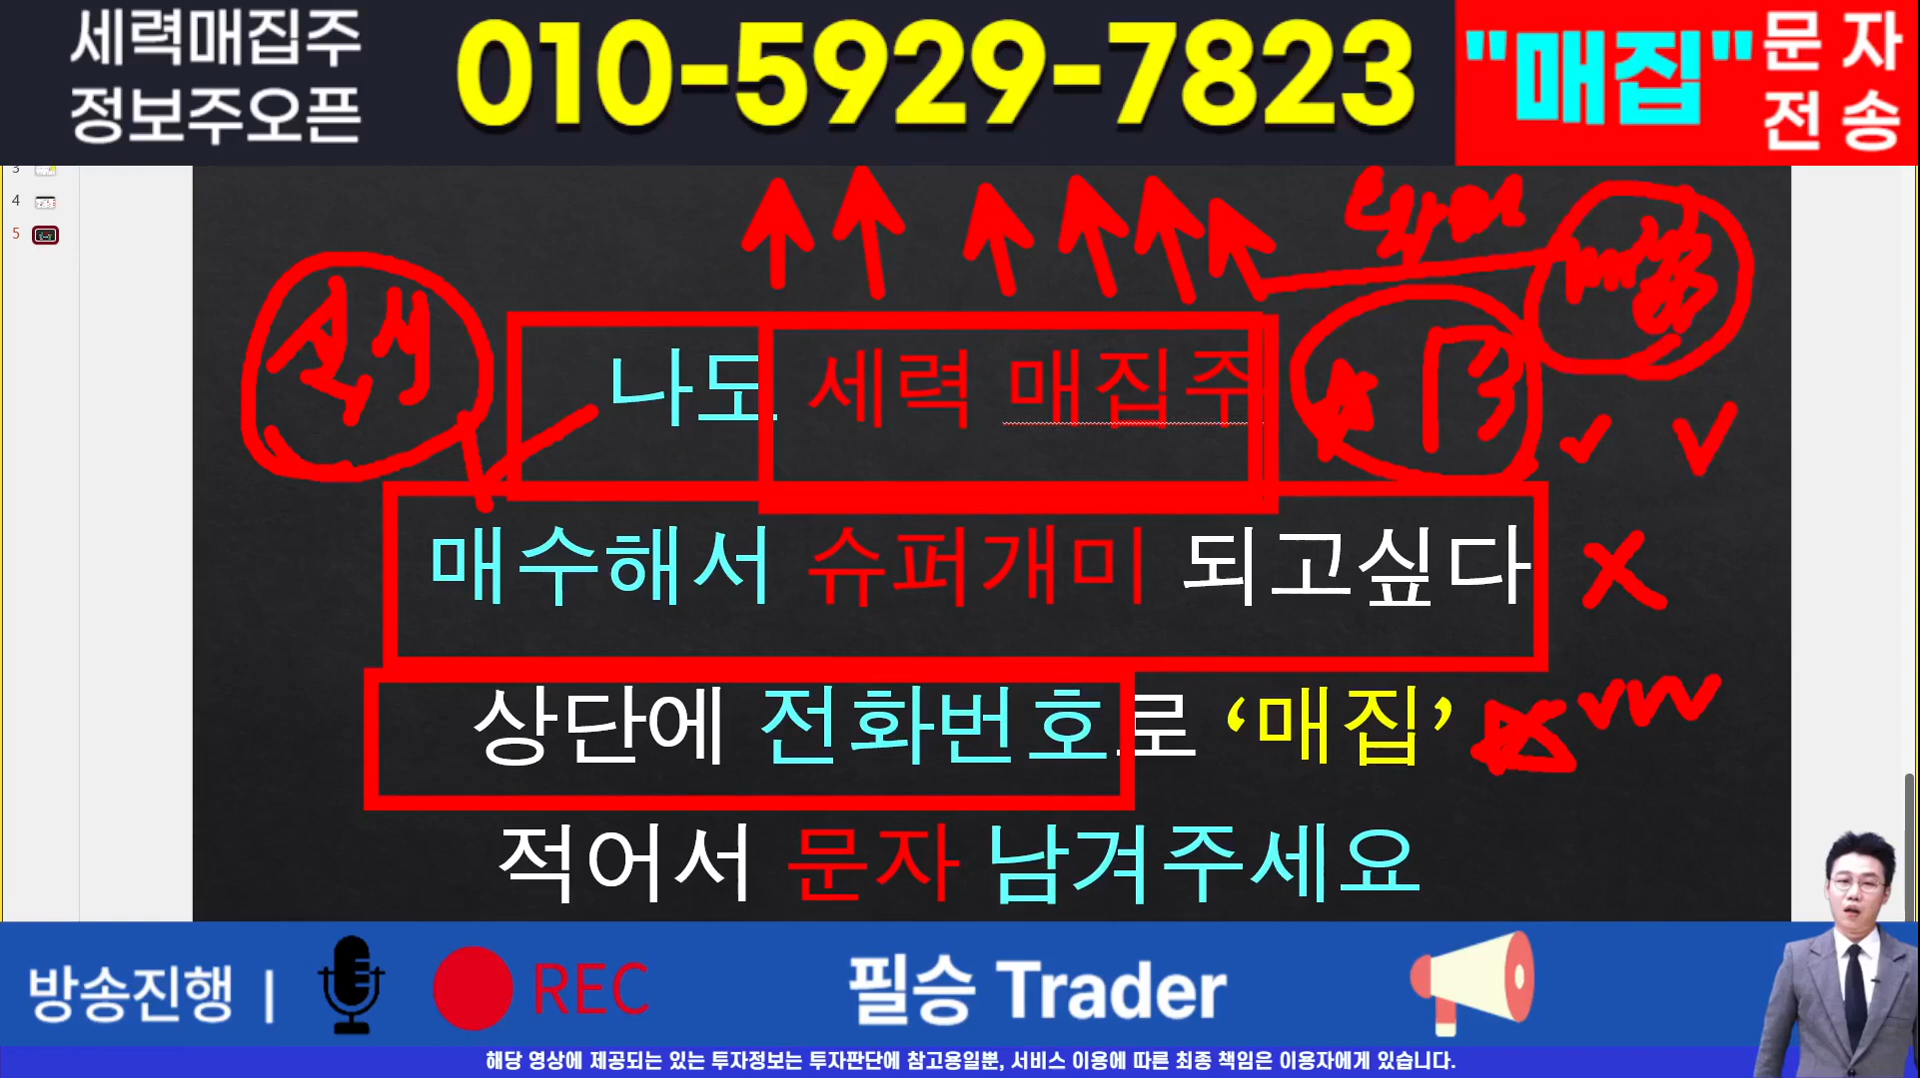 세력매집주
정보주오픈
010-5929-7823
"매집"
문자
전송
3
4
5
나도 세력 매집주
매수해서 슈퍼개미 되고싶다
상단에 전화번호로 ‘매집’
적어서 문자 남겨주세요
방송진행 |
REC
필승 Trader
해당 영상에 제공되는 있는 투자정보는 투자판단에 참고용일뿐, 서비스 이용에 따른 최종 책임은 이용자에게 있습니다.